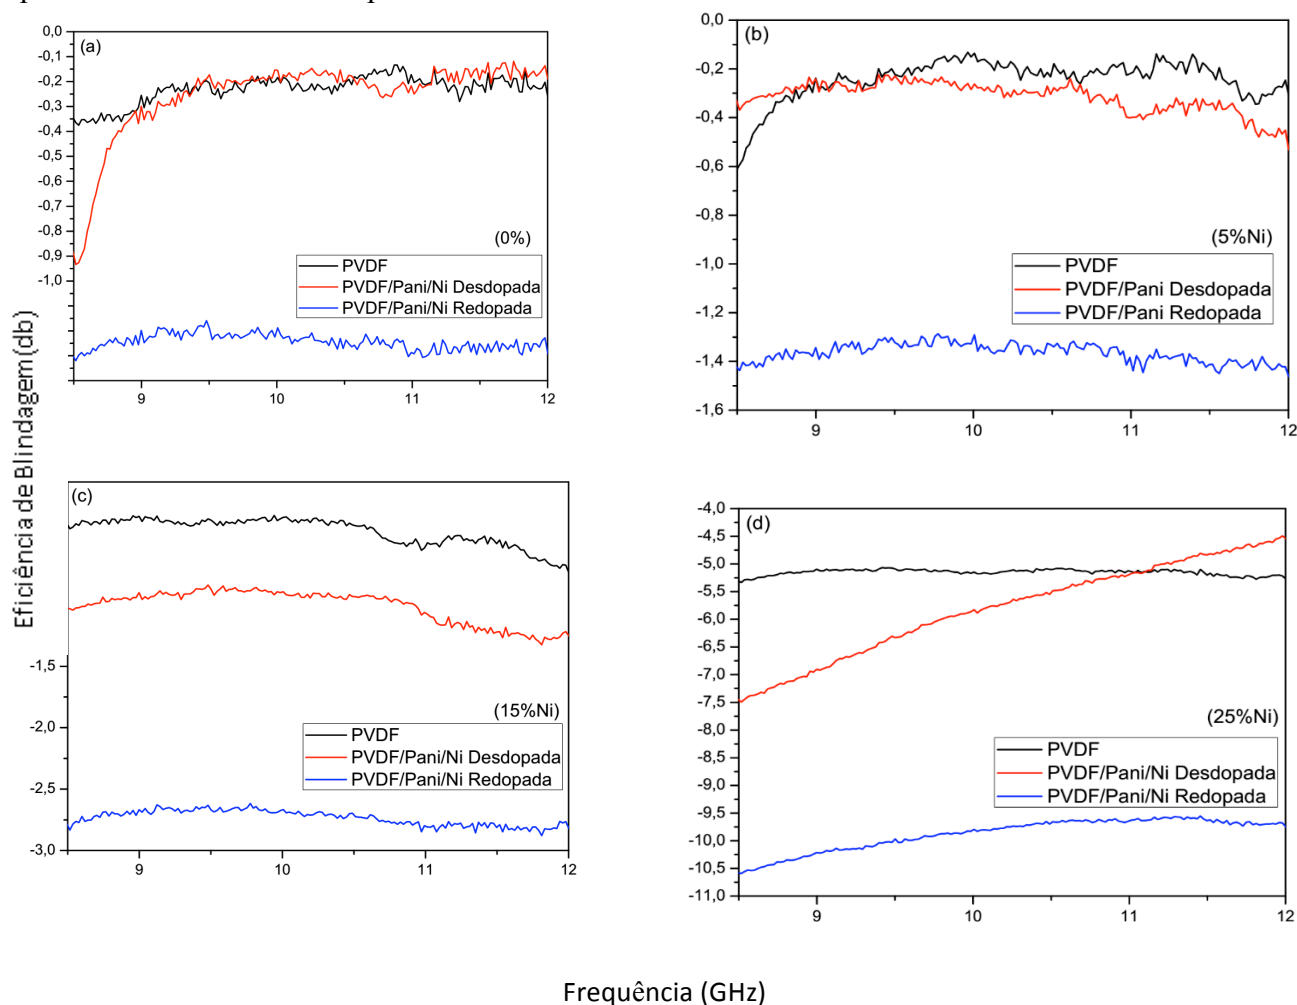 (a)
0,0
-0,1
-0,2
-0,3
-0,4
-0,5
-0,6
-0,7
-0,8
-0,9
-1,0
(0%)
PVDF
PVDF/Pani/Ni Desdopada
PVDF/Pani/Ni Redopada
9
10
11
12
(b)
0,0
-0,2
-0,4
-0,6
-0,8
-1,0
-1,2
-1,4
-1,6
(5%Ni)
PVDF
PVDF/Pani Desdopada
PVDF/Pani Redopada
9
10
11
12
Eficiência de Blindagem(db)
(c)
-1,5
-2,0
-2,5
-3,0
(15%Ni)
PVDF
PVDF/Pani/Ni Desdopada
PVDF/Pani/Ni Redopada
9
10
11
12
(d)
-4,0
-4,5
-5,0
-5,5
-6,0
-6,5
-7,0
-7,5
-8,0
-8,5
-9,0
-9,5
-10,0
-10,5
-11,0
(25%Ni)
PVDF
PVDF/Pani/Ni Desdopada
PVDF/Pani/Ni Redopada
9
10
11
12
Frequência (GHz)